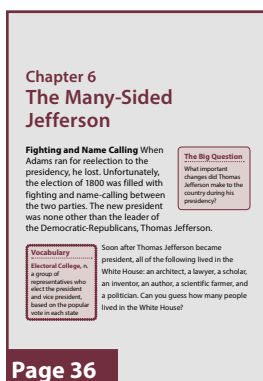 Chapter 6
The Many-Sided
Jefferson
Fighting and Name Calling When
Adams ran for reelection to the
presidency, he lost. Unfortunately,
the election of 1800 was filled with
fighting and name-calling between
the two parties. The new president
was none other than the leader of
the Democratic-Republicans, Thomas Jefferson.
The Big Question
What important
changes did Thomas
Jefferson make to the
country during his
presidency?
Vocabulary
Electoral College, n.
a group of
representatives who
elect the president
and vice president,
based on the popular
vote in each state
Soon after Thomas Jefferson became
president, all of the following lived in the
White House: an architect, a lawyer, a scholar,
an inventor, an author, a scientific farmer, and
a politician. Can you guess how many people
lived in the White House?
Page 36